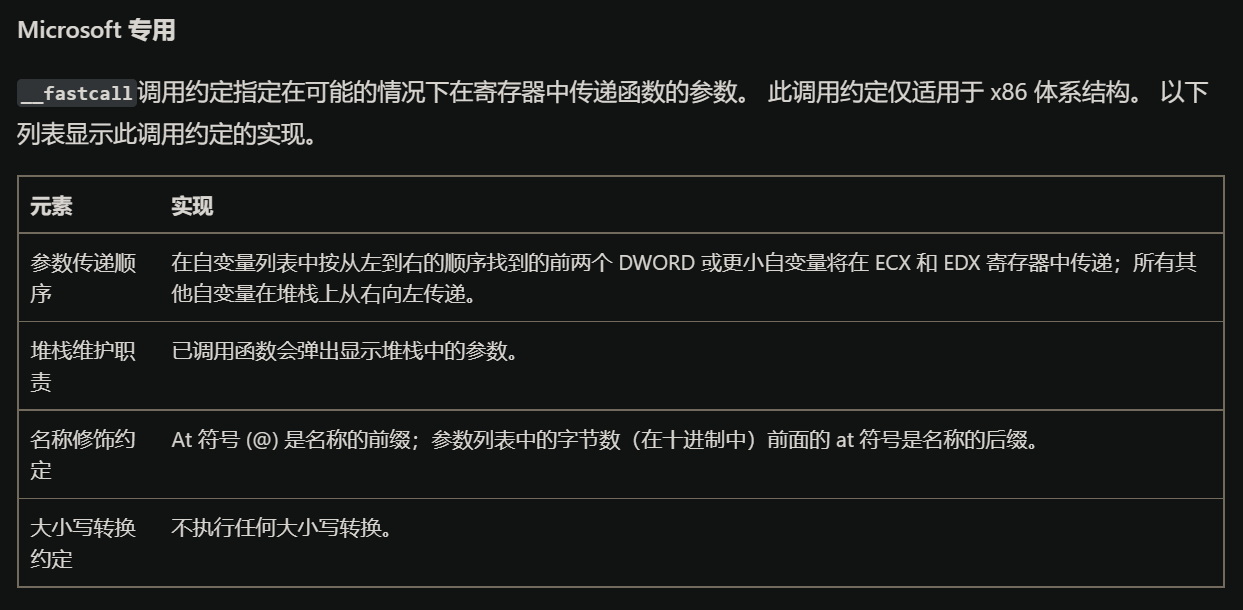 Microsoft 专用
__fastcall调用约定指定在可能的情况下在寄存器中传递函数的参数。 此调用约定仅适用于 x86 体系结构。 以下
列表显示此调用约定的实现。
元素 实现
参数传递顺 在自变量列表中按从左到右的顺序找到的前两个 DWORD 或更小自变量将在 ECX 和 EDX 寄存器中传递；所有其
序 他自变量在堆栈上从右向左传递。
堆栈维护职 已调用函数会弹出显示堆栈中的参数。
责
名称修饰约 At 符号 (@) 是名称的前缀；参数列表中的字节数（在十进制中）前面的 at 符号是名称的后缀。
定
大小写转换 不执行任何大小写转换。
约定